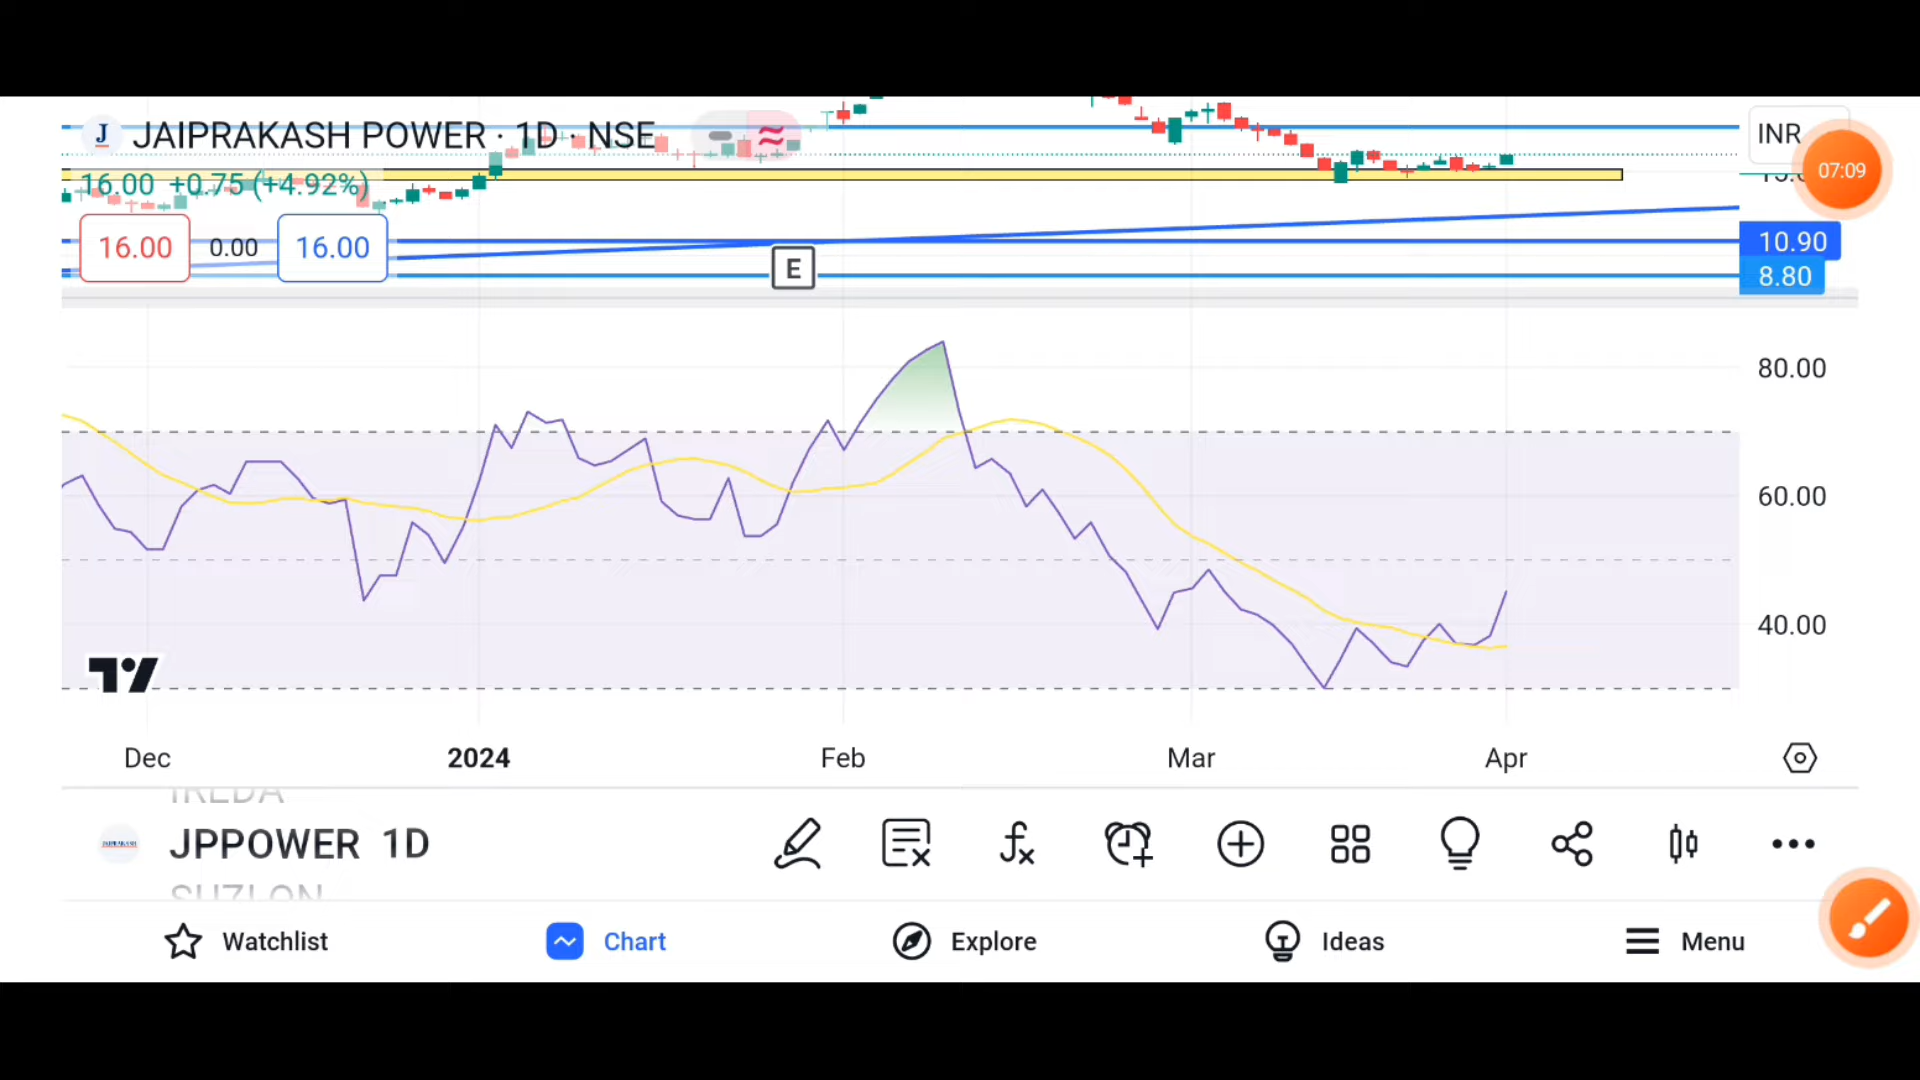 J JAIPRAKASH POWER · 1D · NSE
INR
07:09
16.00 +0.75 (+4.92%)
16.00 0.00 16.00
10.90
E
8.80
80.00
60.00
40.00
Dec 2024 Feb Mar Apr
IREDA
JPPOWER 1D
SUZLON
Watchlist Chart Explore Ideas Menu